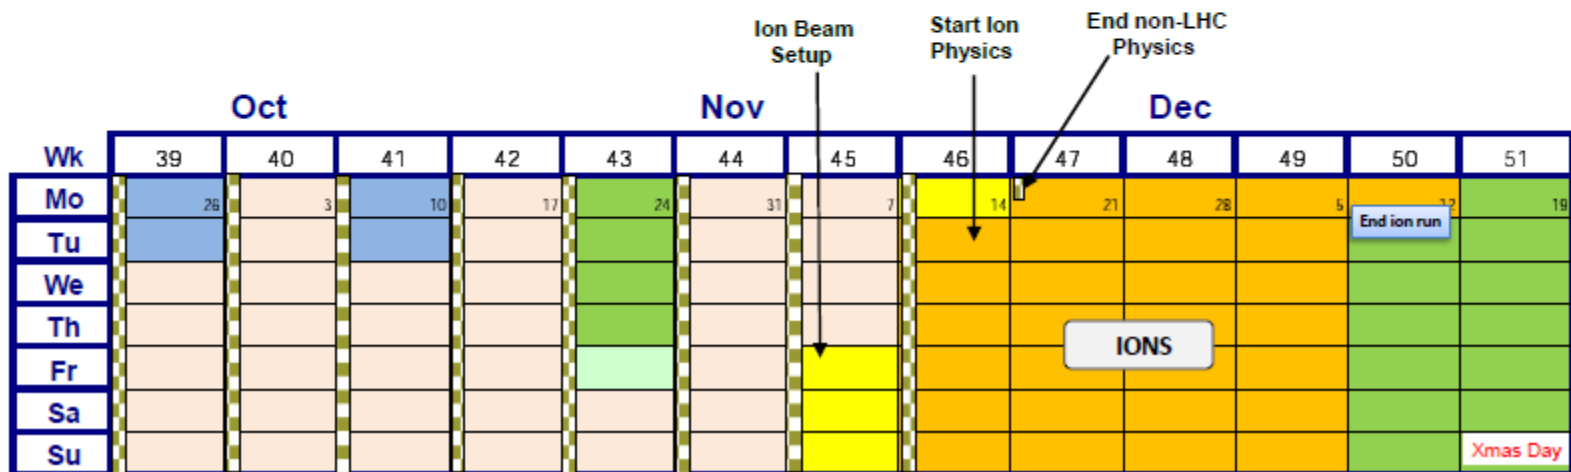 Ion Beam
Setup
Start Ion
Physics
End non-LHC
Physics
Oct Nov Dec
Wk 39 40 41 42 43 44 45 46 47 48 49 50 51
Mo 26 3 10 17 24 31 7 14 21 28 5 12 19
Tu End ion run
We
Th
IONS
Fr
Sa
Su Xmas Day